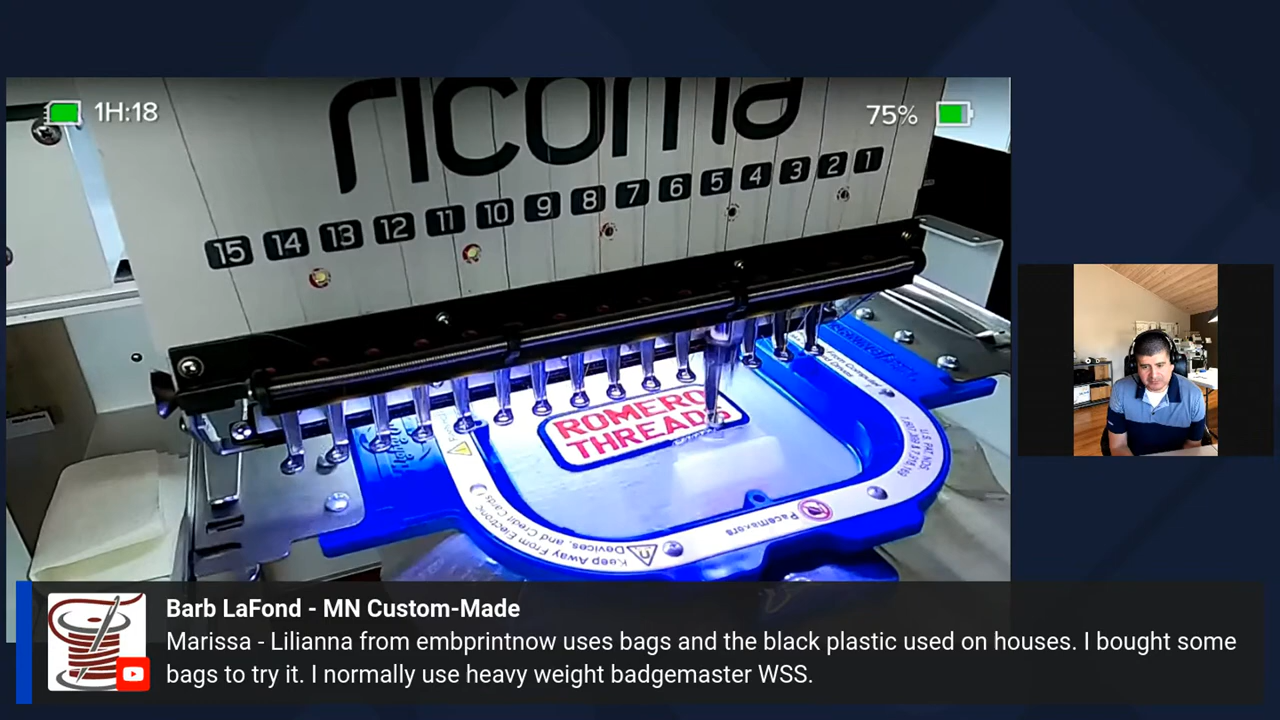 1H:18
75%
ricoma
15 14 13 12 11 10 9 8 7 6 5 4 3 2 1
ROMERO
THREADS
Pacemakers
Keep Away From Electronic
Devices, and Credit Cards!
Barb LaFond - MN Custom-Made
Marissa - Lilianna from embprintnow uses bags and the black plastic used on houses. I bought some
bags to try it. I normally use heavy weight badgemaster WSS.